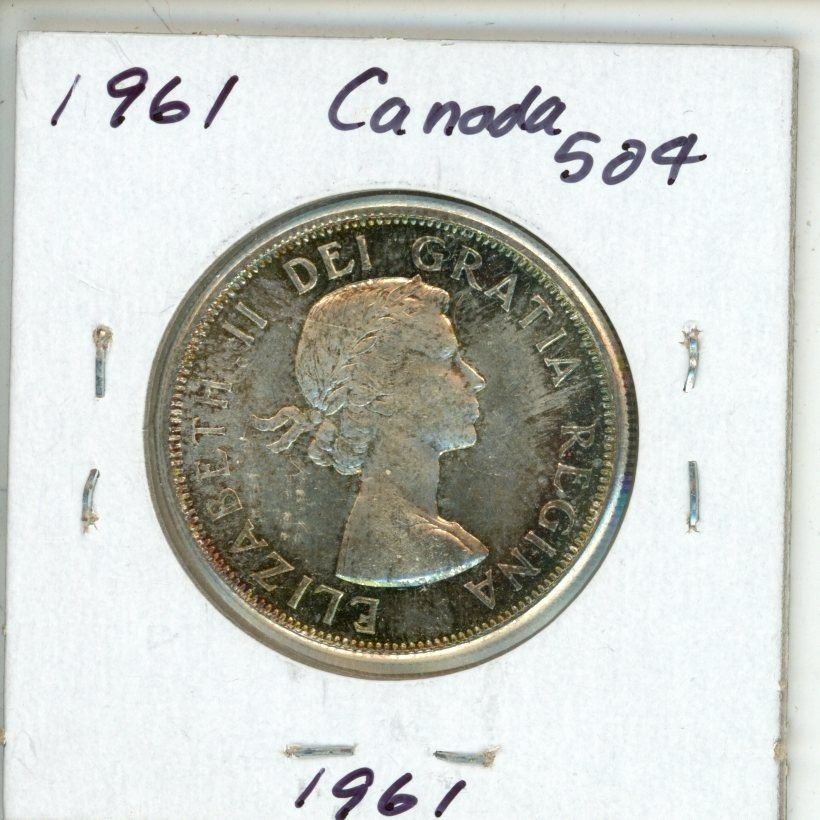 1961 Canada
50¢
ELIZABETH II DEI GRATIA REGINA
1961